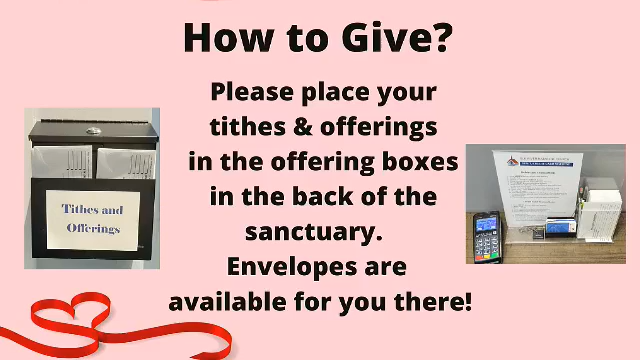 How to Give?
Please place your
tithes & offerings
in the offering boxes
in the back of the
sanctuary.
Envelopes are
available for you there!
Tithes and
Offerings